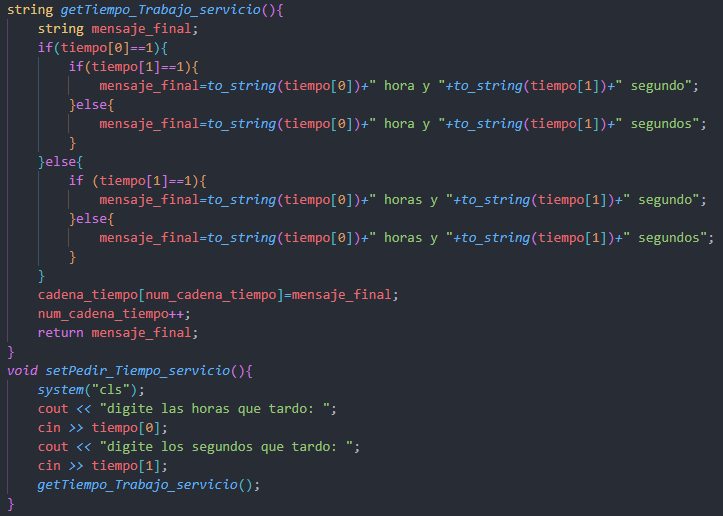 string getTiempo_Trabajo_servicio(){
string mensaje_final;
if(tiempo[0]==1){
if(tiempo[1]==1){
mensaje_final=to_string(tiempo[0])+" hora y "+to_string(tiempo[1])+" segundo";
}else{
mensaje_final=to_string(tiempo[0])+" hora y "+to_string(tiempo[1])+" segundos";
}
}else{
if (tiempo[1]==1){
mensaje_final=to_string(tiempo[0])+" horas y "+to_string(tiempo[1])+" segundo";
}else{
mensaje_final=to_string(tiempo[0])+" horas y "+to_string(tiempo[1])+" segundos";
}
}
cadena_tiempo[num_cadena_tiempo]=mensaje_final;
num_cadena_tiempo++;
return mensaje_final;
}
void setPedir_Tiempo_servicio(){
system("cls");
cout << "digite las horas que tardo: ";
cin >> tiempo[0];
cout << "digite los segundos que tardo: ";
cin >> tiempo[1];
getTiempo_Trabajo_servicio();
}